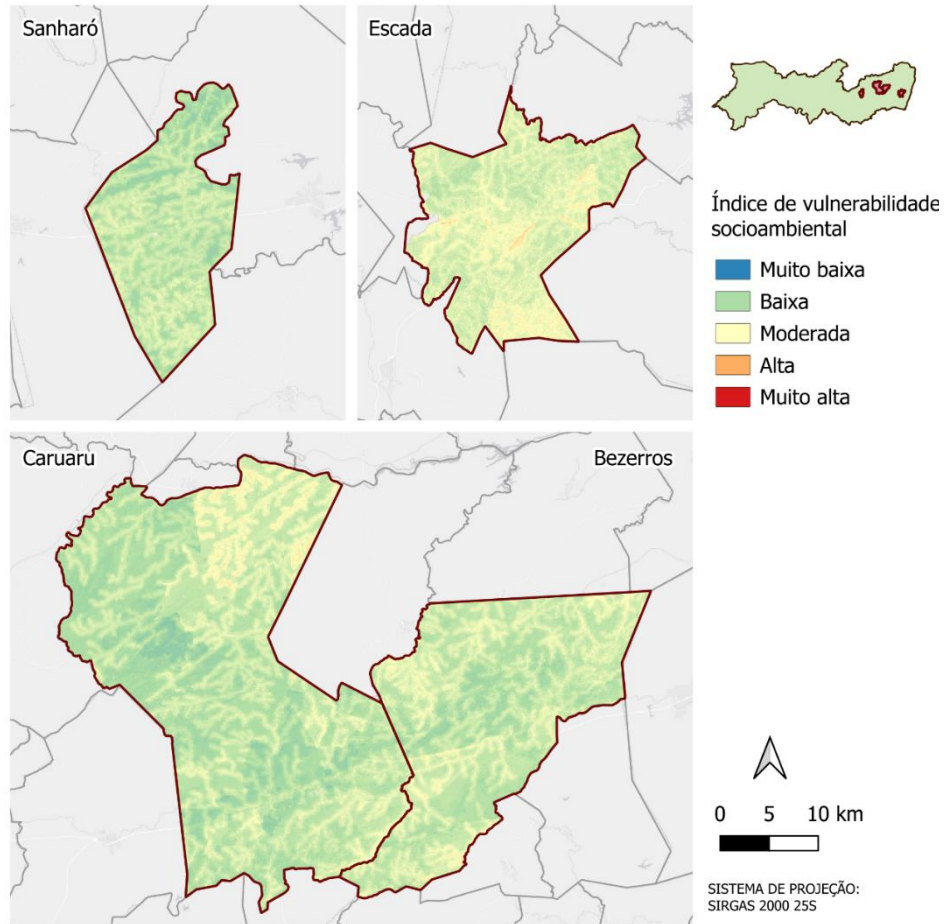 Sanharó
Escada
Índice de vulnerabilidade
socioambiental
Muito baixa
Baixa
Moderada
Alta
Muito alta
Caruaru
Bezerros
0 5 10 km
SISTEMA DE PROJEÇÃO:
SIRGAS 2000 25S